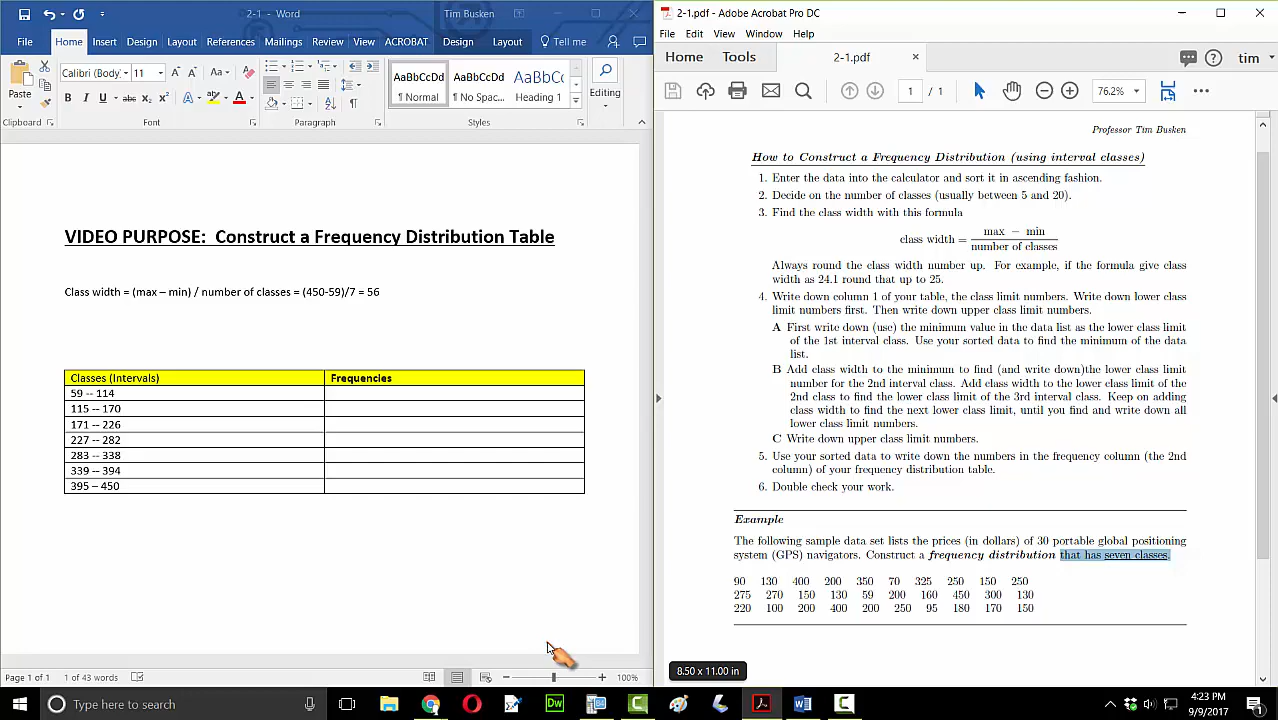 2-1 - Word
Tim Busken
File Home Insert Design Layout References Mailings Review View ACROBAT Design Layout Tell me
Paste
Calibri (Body) 11
AaBbCcDd AaBbCcDd AaBbC
¶ Normal ¶ No Spac... Heading 1
Editing
Clipboard Font Paragraph Styles
VIDEO PURPOSE: Construct a Frequency Distribution Table
Class width = (max – min) / number of classes = (450-59)/7 = 56
Classes (Intervals) Frequencies
59 -- 114
115 -- 170
171 -- 226
227 -- 282
283 -- 338
339 -- 394
395 – 450
Page 1 of 1 1 of 43 words 100%
2-1.pdf - Adobe Acrobat Pro DC
File Edit View Window Help
Home Tools 2-1.pdf tim
1 / 1 76.2%
Professor Tim Busken
How to Construct a Frequency Distribution (using interval classes)
1. Enter the data into the calculator and sort it in ascending fashion.
2. Decide on the number of classes (usually between 5 and 20).
3. Find the class width with this formula
class width = max − min / number of classes
Always round the class width number up. For example, if the formula give class
width as 24.1 round that up to 25.
4. Write down column 1 of your table, the class limit numbers. Write down lower class
limit numbers first. Then write down upper class limit numbers.
A First write down (use) the minimum value in the data list as the lower class limit
of the 1st interval class. Use your sorted data to find the minimum of the data
list.
B Add class width to the minimum to find (and write down)the lower class limit
number for the 2nd interval class. Add class width to the lower class limit of the
2nd class to find the lower class limit of the 3rd interval class. Keep on adding
class width to find the next lower class limit, until you find and write down all
lower class limit numbers.
C Write down upper class limit numbers.
5. Use your sorted data to write down the numbers in the frequency column (the 2nd
column) of your frequency distribution table.
6. Double check your work.
Example
The following sample data set lists the prices (in dollars) of 30 portable global positioning
system (GPS) navigators. Construct a frequency distribution that has seven classes.
90 130 400 200 350 70 325 250 150 250
275 270 150 130 59 200 160 450 300 130
220 100 200 400 200 250 95 180 170 150
8.50 x 11.00 in
Type here to search
4:23 PM
9/9/2017